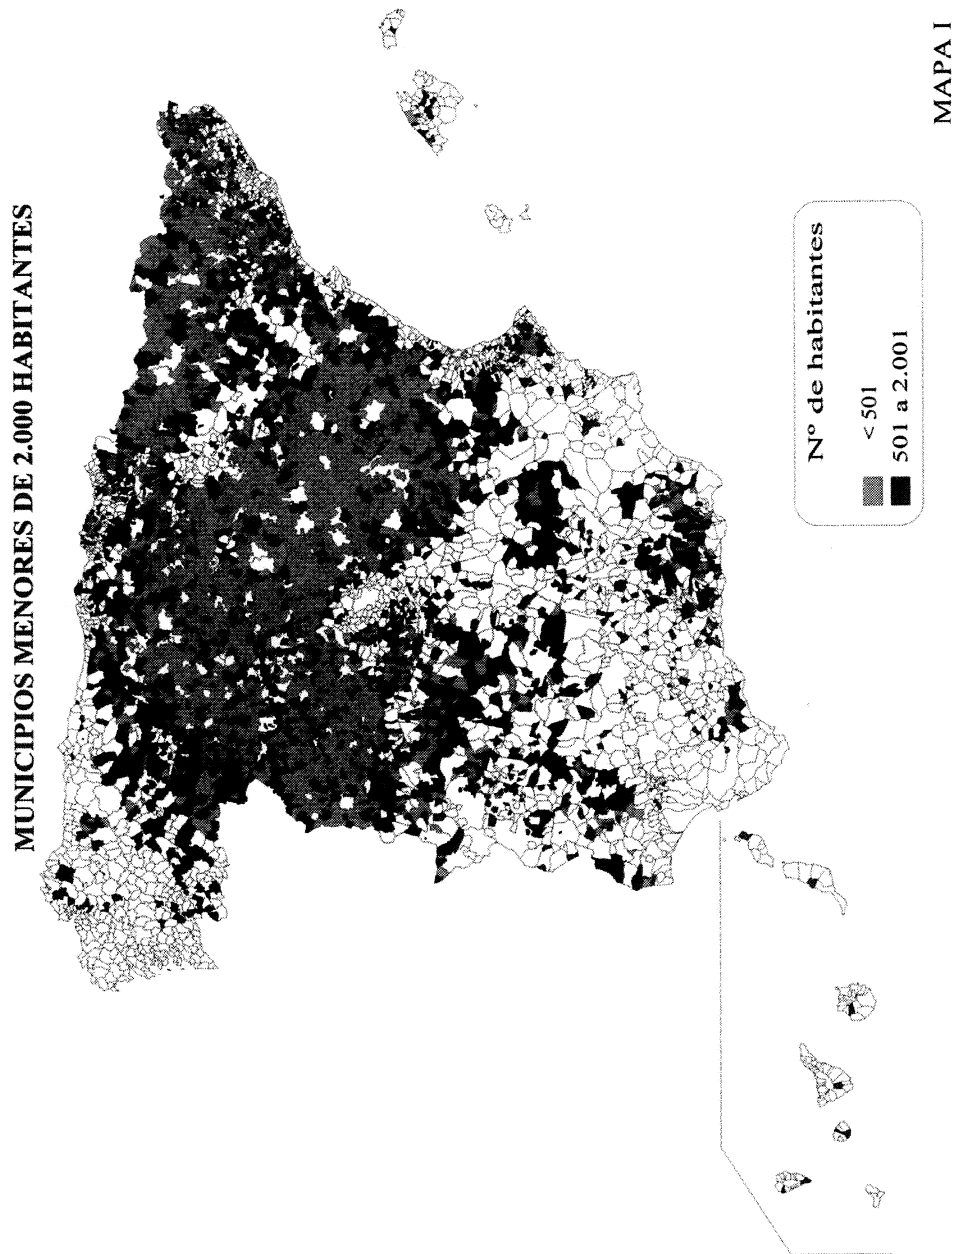 MUNICIPIOS MENORES DE 2.000 HABITANTES
Nº de habitantes
< 501
501 a 2.001
MAPA I